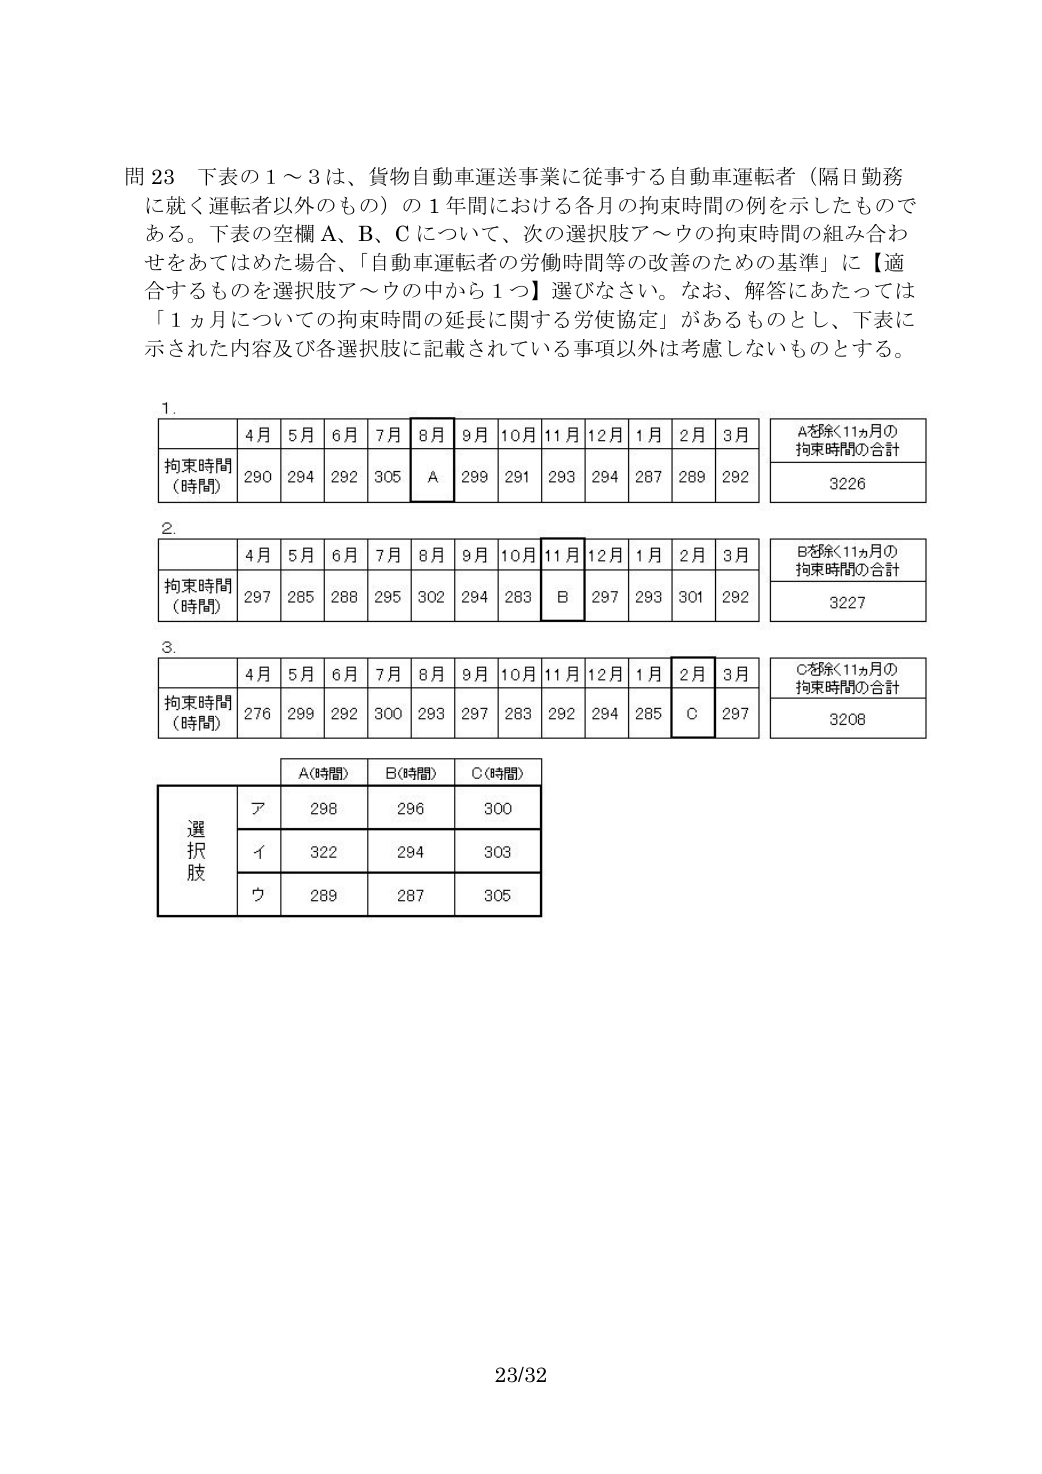 問 23　下表の１～３は、貨物自動車運送事業に従事する自動車運転者（隔日勤務
に就く運転者以外のもの）の 1 年間における各月の拘束時間の例を示したもので
ある。下表の空欄 A、B、C について、次の選択肢ア～ウの拘束時間の組み合わ
せをあてはめた場合、「自動車運転者の労働時間等の改善のための基準」に【適
合するものを選択肢ア～ウの中から１つ】選びなさい。なお、解答にあたっては
「１ヵ月についての拘束時間の延長に関する労使協定」があるものとし、下表に
示された内容及び各選択肢に記載されている事項以外は考慮しないものとする。
1.
4月 5月 6月 7月 8月 9月 10月 11月 12月 1月 2月 3月 Aを除く11ヵ月の拘束時間の合計
拘束時間（時間） 290 294 292 305 A 299 291 293 294 287 289 292 3226
2.
4月 5月 6月 7月 8月 9月 10月 11月 12月 1月 2月 3月 Bを除く11ヵ月の拘束時間の合計
拘束時間（時間） 297 285 288 295 302 294 283 B 297 293 301 292 3227
3.
4月 5月 6月 7月 8月 9月 10月 11月 12月 1月 2月 3月 Cを除く11ヵ月の拘束時間の合計
拘束時間（時間） 276 299 292 300 293 297 283 292 294 285 C 297 3208
A(時間) B(時間) C(時間)
選択肢
ア 298 296 300
イ 322 294 303
ウ 289 287 305
23/32